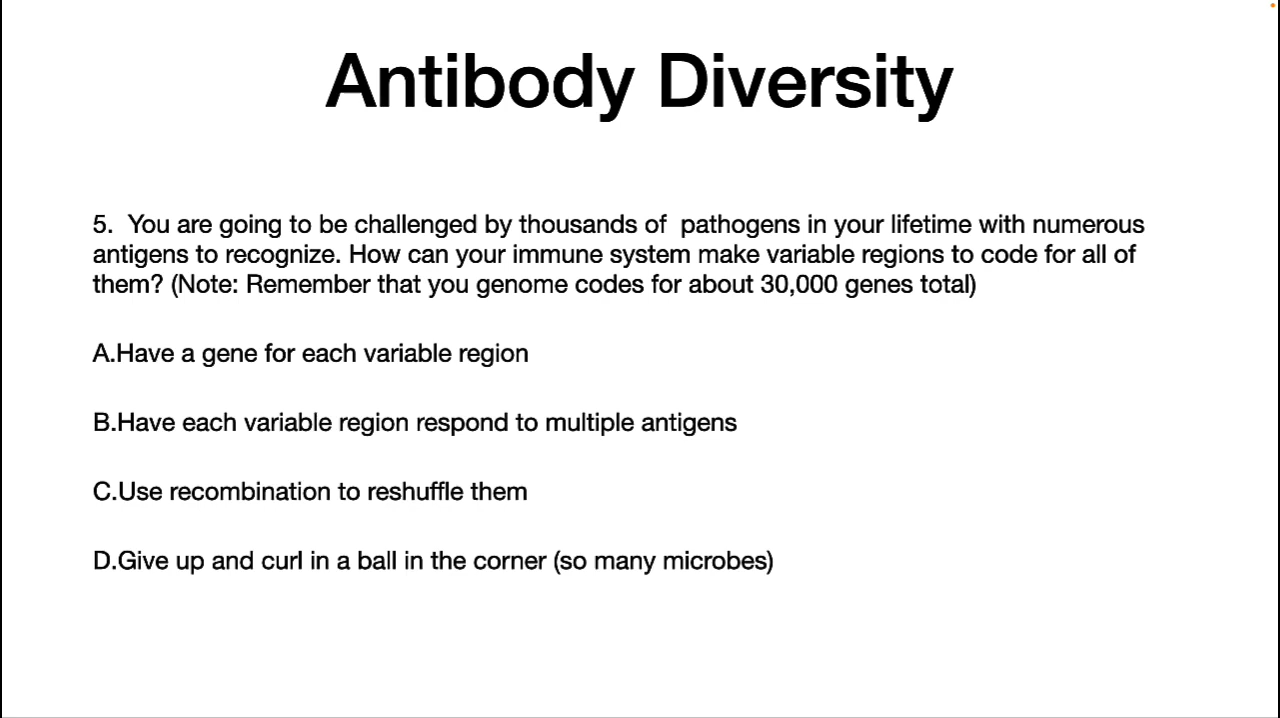 Antibody Diversity
5. You are going to be challenged by thousands of pathogens in your lifetime with numerous
antigens to recognize. How can your immune system make variable regions to code for all of
them? (Note: Remember that you genome codes for about 30,000 genes total)
A.Have a gene for each variable region
B.Have each variable region respond to multiple antigens
C.Use recombination to reshuffle them
D.Give up and curl in a ball in the corner (so many microbes)